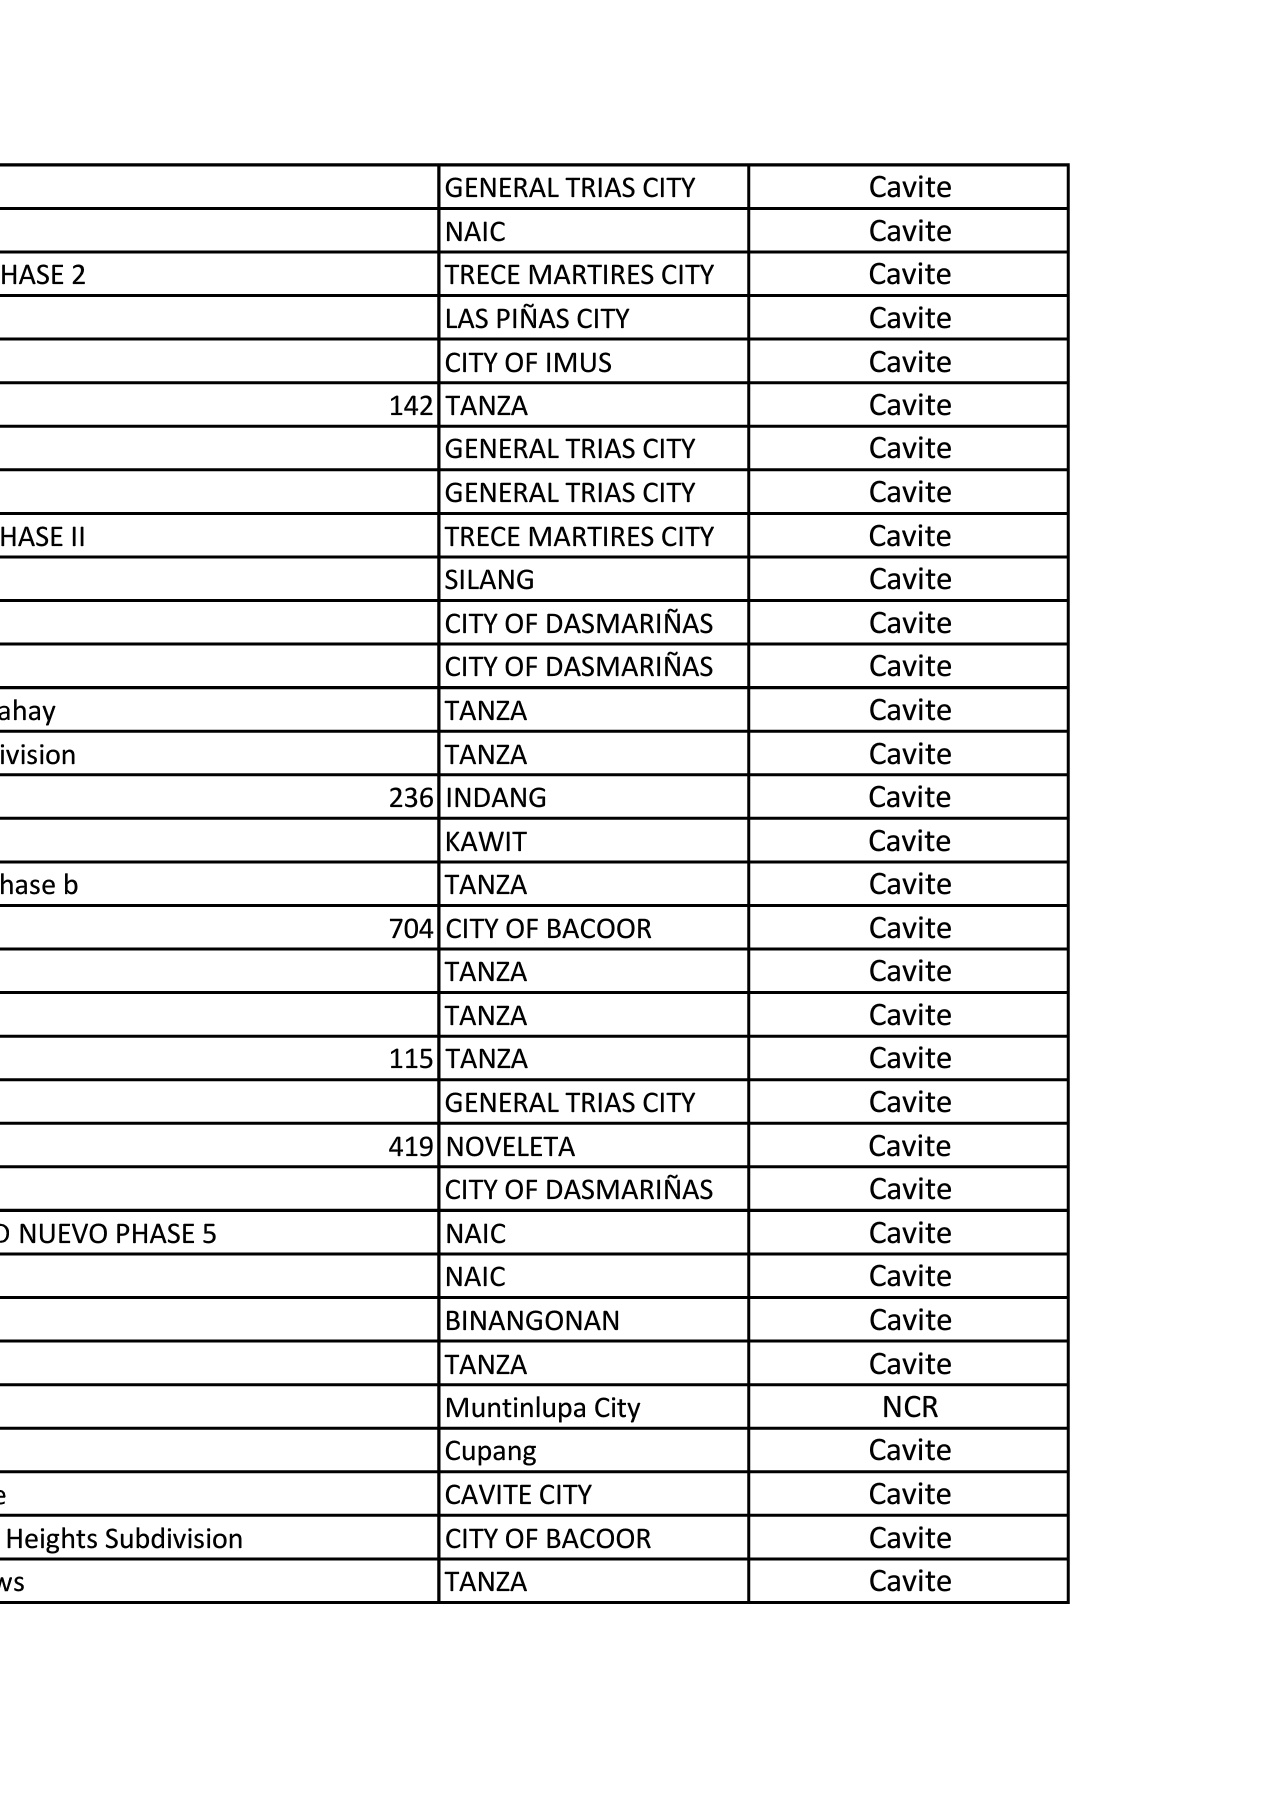 GENERAL TRIAS CITY Cavite
NAIC Cavite
HASE 2 TRECE MARTIRES CITY Cavite
LAS PIÑAS CITY Cavite
CITY OF IMUS Cavite
142 TANZA Cavite
GENERAL TRIAS CITY Cavite
GENERAL TRIAS CITY Cavite
HASE II TRECE MARTIRES CITY Cavite
SILANG Cavite
CITY OF DASMARIÑAS Cavite
CITY OF DASMARIÑAS Cavite
ahay TANZA Cavite
ivision TANZA Cavite
236 INDANG Cavite
KAWIT Cavite
hase b TANZA Cavite
704 CITY OF BACOOR Cavite
TANZA Cavite
TANZA Cavite
115 TANZA Cavite
GENERAL TRIAS CITY Cavite
419 NOVELETA Cavite
CITY OF DASMARIÑAS Cavite
O NUEVO PHASE 5 NAIC Cavite
NAIC Cavite
BINANGONAN Cavite
TANZA Cavite
Muntinlupa City NCR
Cupang Cavite
e CAVITE CITY Cavite
Heights Subdivision CITY OF BACOOR Cavite
ws TANZA Cavite